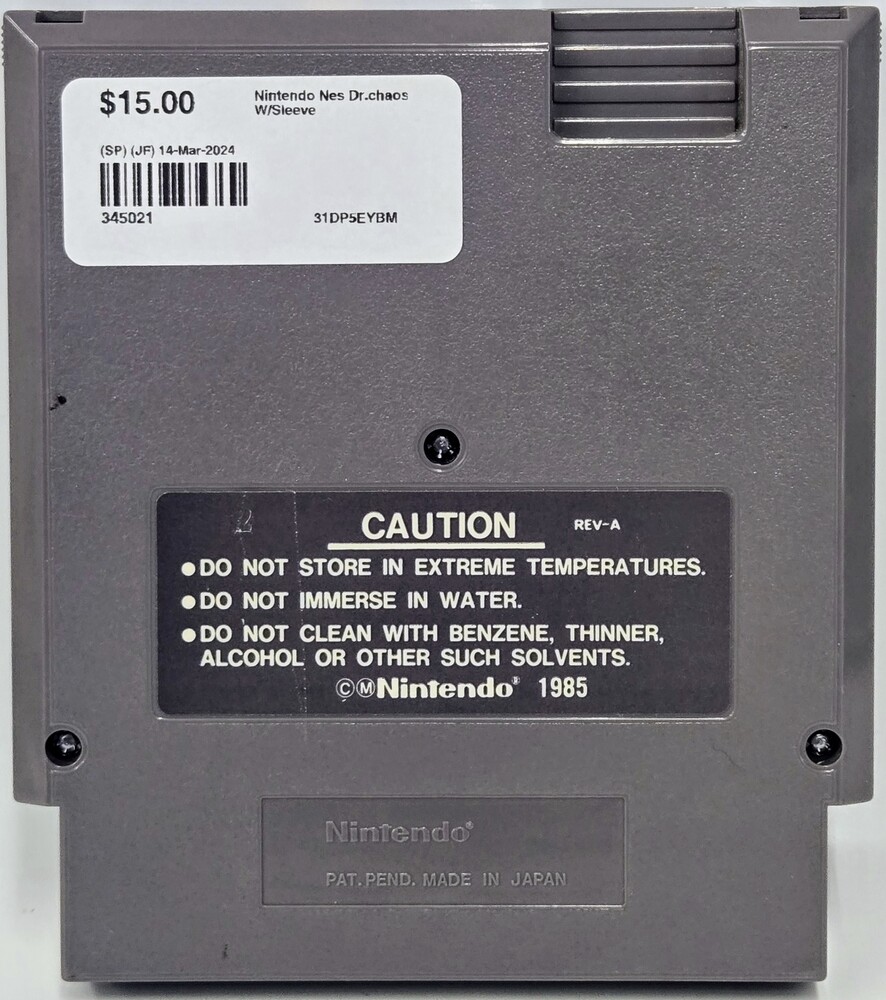 $15.00
Nintendo Nes Dr.chaos
W/Sleeve
(SP) (JF) 14-Mar-2024
345021
31DP5EYBM
2
CAUTION
REV-A
●DO NOT STORE IN EXTREME TEMPERATURES.
●DO NOT IMMERSE IN WATER.
●DO NOT CLEAN WITH BENZENE, THINNER,
ALCOHOL OR OTHER SUCH SOLVENTS.
©ⓂNintendo® 1985
Nintendo®
PAT.PEND. MADE IN JAPAN